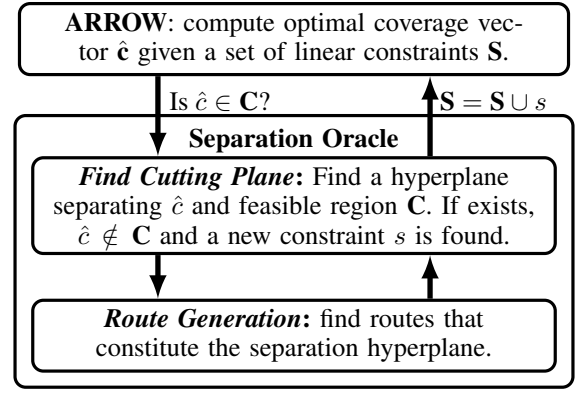 ARROW: compute optimal coverage vec-
tor ĉ given a set of linear constraints S.
Is ĉ ∈ C?
S = S ∪ s
Separation Oracle
Find Cutting Plane: Find a hyperplane
separating ĉ and feasible region C. If exists,
ĉ ∉ C and a new constraint s is found.
Route Generation: find routes that
constitute the separation hyperplane.